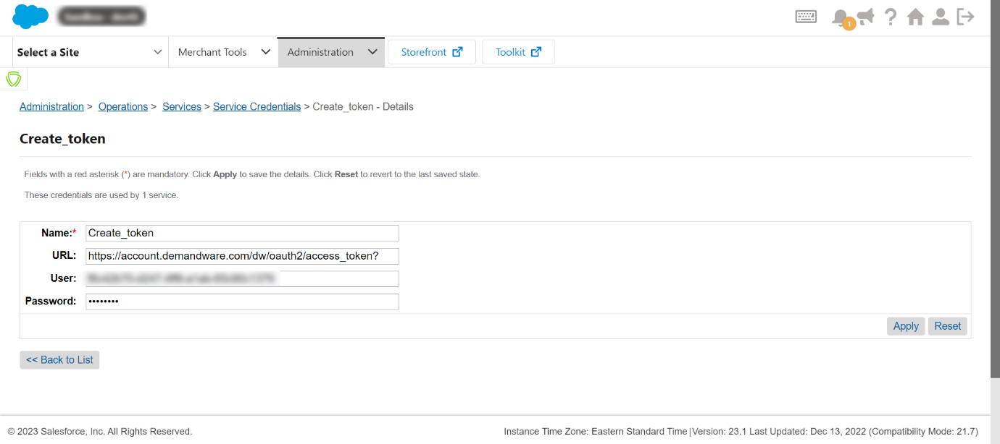 1
Select a Site Merchant Tools Administration Storefront Toolkit
Administration > Operations > Services > Service Credentials > Create_token - Details
Create_token
Fields with a red asterisk (*) are mandatory. Click Apply to save the details. Click Reset to revert to the last saved state.
These credentials are used by 1 service.
Name:* Create_token
URL: https://account.demandware.com/dw/oauth2/access_token?
User:
Password: ••••••••
Apply Reset
<< Back to List
© 2023 Salesforce, Inc. All Rights Reserved. Instance Time Zone: Eastern Standard Time | Version: 23.1 Last Updated: Dec 13, 2022 (Compatibility Mode: 21.7)